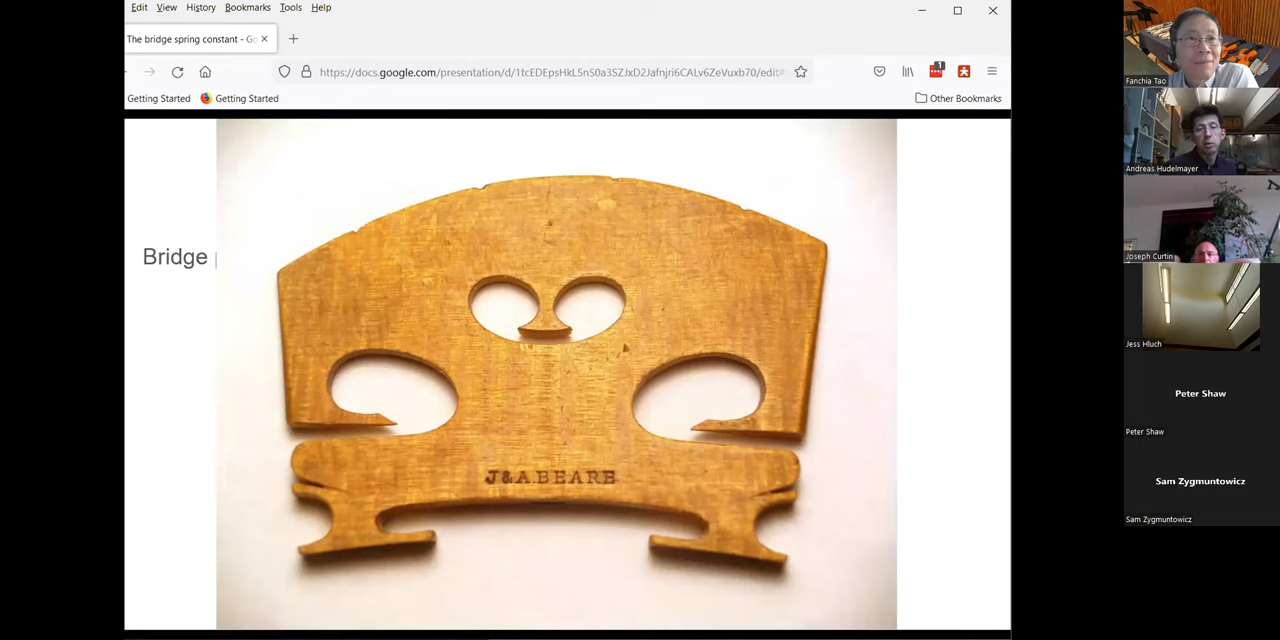 Edit View History Bookmarks Tools Help
The bridge spring constant - Go
https://docs.google.com/presentation/d/1tcEDEpsHkL5nS0a3SZJxD2Jafnjri6CALv6ZeVuxb70/edit#
1
Getting Started Getting Started Other Bookmarks
Bridge
J&A.BEARE
Fanchia Tao
Andreas Hudelmayer
Joseph Curtin
Jess Hluch
Peter Shaw
Peter Shaw
Sam Zygmuntowicz
Sam Zygmuntowicz